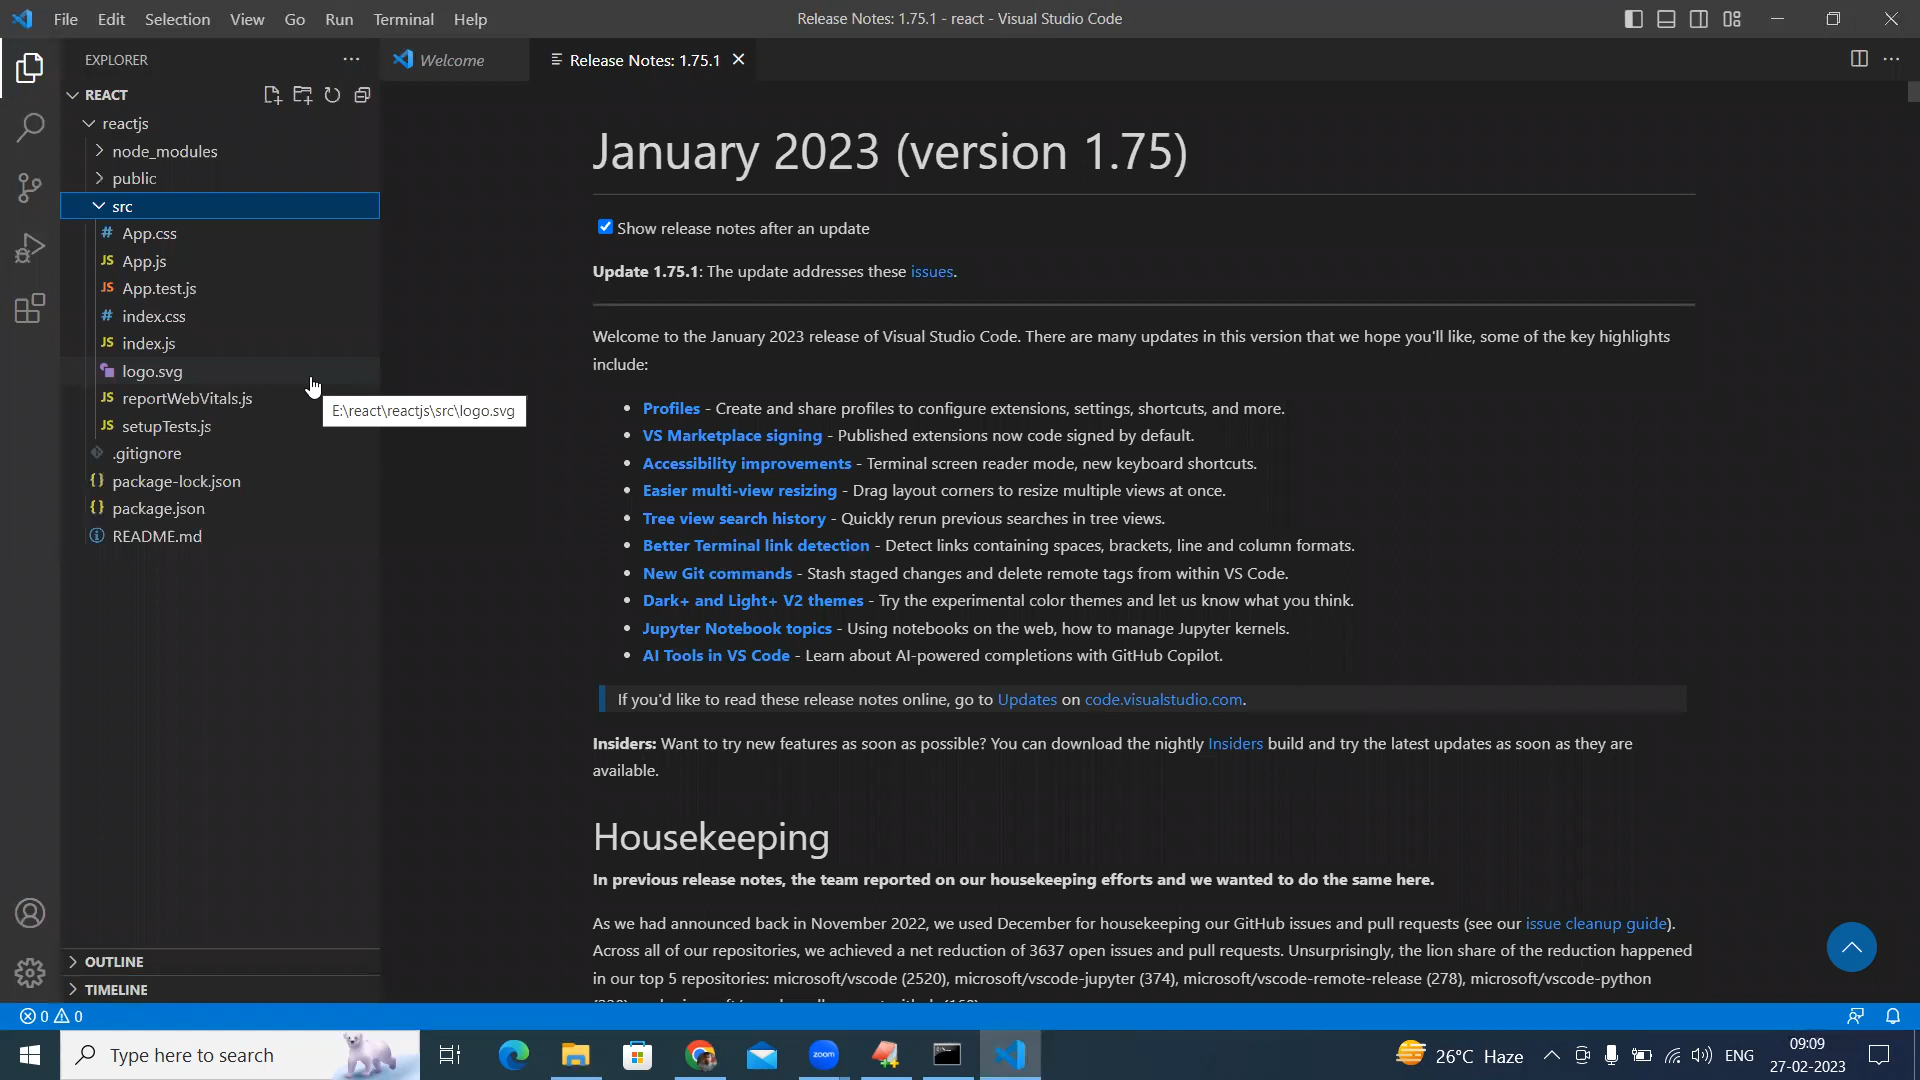 File Edit Selection View Go Run Terminal Help
Release Notes: 1.75.1 - react - Visual Studio Code
EXPLORER
Welcome
Release Notes: 1.75.1
REACT
reactjs
node_modules
public
src
App.css
App.js
App.test.js
index.css
index.js
logo.svg
reportWebVitals.js
setupTests.js
.gitignore
package-lock.json
package.json
README.md
E:\react\reactjs\src\logo.svg
OUTLINE
TIMELINE
January 2023 (version 1.75)
Show release notes after an update
Update 1.75.1: The update addresses these issues.
Welcome to the January 2023 release of Visual Studio Code. There are many updates in this version that we hope you'll like, some of the key highlights
include:
Profiles - Create and share profiles to configure extensions, settings, shortcuts, and more.
VS Marketplace signing - Published extensions now code signed by default.
Accessibility improvements - Terminal screen reader mode, new keyboard shortcuts.
Easier multi-view resizing - Drag layout corners to resize multiple views at once.
Tree view search history - Quickly rerun previous searches in tree views.
Better Terminal link detection - Detect links containing spaces, brackets, line and column formats.
New Git commands - Stash staged changes and delete remote tags from within VS Code.
Dark+ and Light+ V2 themes - Try the experimental color themes and let us know what you think.
Jupyter Notebook topics - Using notebooks on the web, how to manage Jupyter kernels.
AI Tools in VS Code - Learn about AI-powered completions with GitHub Copilot.
If you'd like to read these release notes online, go to Updates on code.visualstudio.com.
Insiders: Want to try new features as soon as possible? You can download the nightly Insiders build and try the latest updates as soon as they are
available.
Housekeeping
In previous release notes, the team reported on our housekeeping efforts and we wanted to do the same here.
As we had announced back in November 2022, we used December for housekeeping our GitHub issues and pull requests (see our issue cleanup guide).
Across all of our repositories, we achieved a net reduction of 3637 open issues and pull requests. Unsurprisingly, the lion share of the reduction happened
in our top 5 repositories: microsoft/vscode (2520), microsoft/vscode-jupyter (374), microsoft/vscode-remote-release (278), microsoft/vscode-python
0 0
Type here to search
zoom
26°C Haze
ENG
09:09
27-02-2023